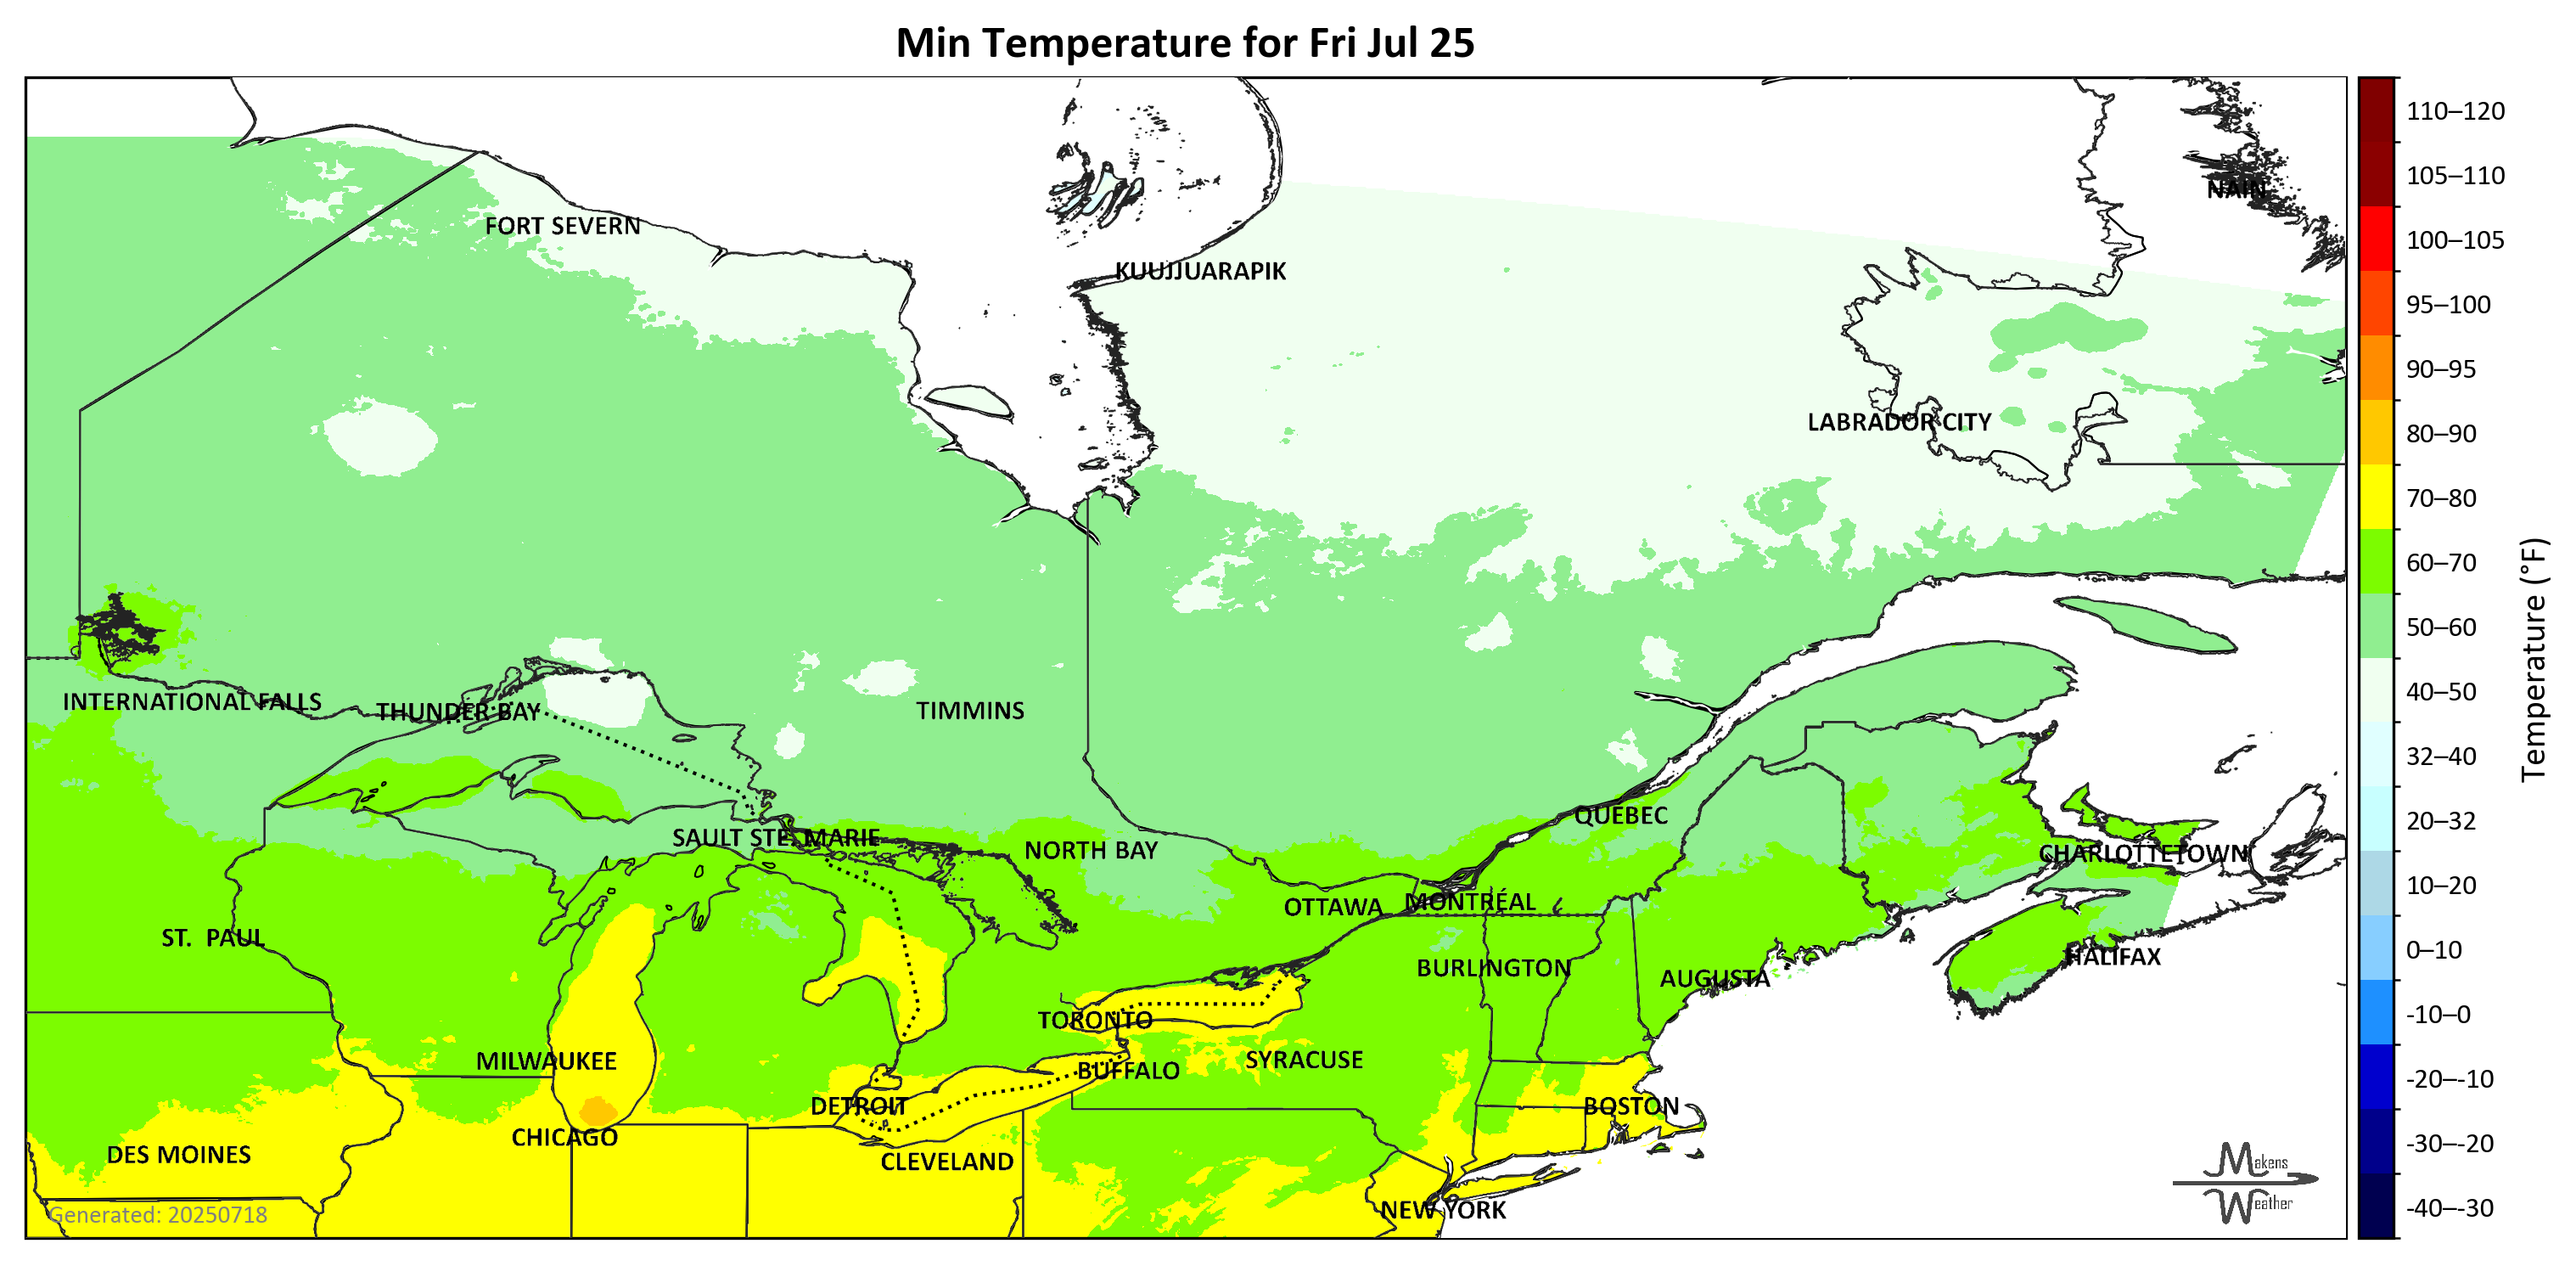 Min Temperature for Fri Jul 25
NAIN
FORT SEVERN
KUUJJUARAPIK
LABRADOR CITY
INTERNATIONAL FALLS
THUNDER BAY
TIMMINS
QUEBEC
SAULT STE. MARIE
NORTH BAY
CHARLOTTETOWN
OTTAWA
MONTRÉAL
ST. PAUL
HALIFAX
BURLINGTON
AUGUSTA
TORONTO
MILWAUKEE
SYRACUSE
BUFFALO
DETROIT
BOSTON
CHICAGO
DES MOINES
CLEVELAND
NEW YORK
Generated: 20250718
Makens
Weather
110–120
105–110
100–105
95–100
90–95
80–90
70–80
60–70
50–60
40–50
32–40
20–32
10–20
0–10
-10–0
-20–-10
-30–-20
-40–-30
Temperature (°F)